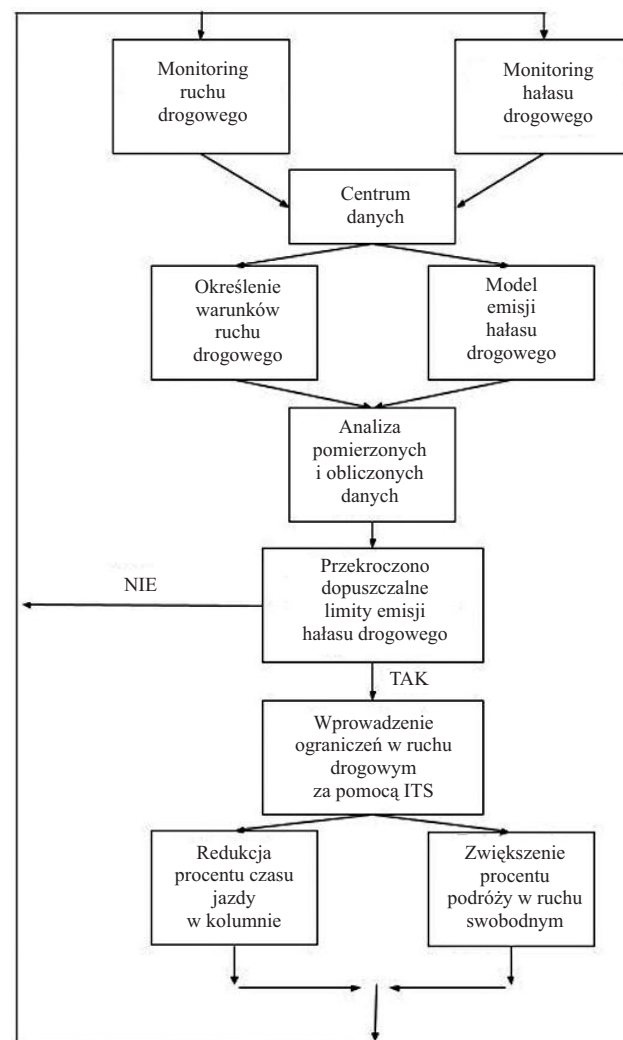 Monitoring
ruchu
drogowego
Monitoring
hałasu
drogowego
Centrum
danych
Określenie
warunków
ruchu
drogowego
Model
emisji
hałasu
drogowego
Analiza
pomierzonych
i obliczonych
danych
Przekroczono
dopuszczalne
limity emisji
hałasu drogowego
NIE
TAK
Wprowadzenie
ograniczeń w ruchu
drogowym
za pomocą ITS
Redukcja
procentu czasu
jazdy
w kolumnie
Zwiększenie
procentu
podróży w ruchu
swobodnym